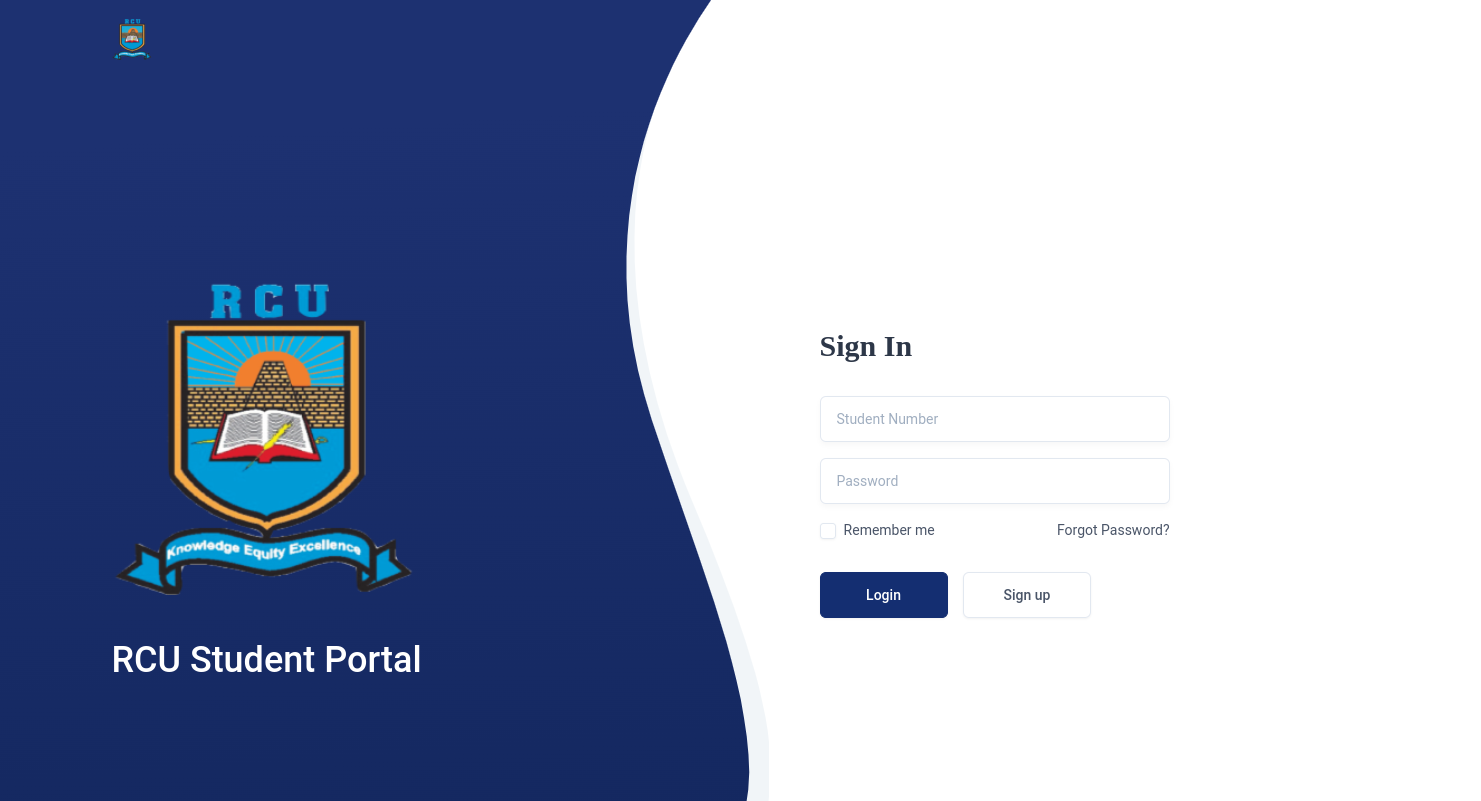 RCU
RCU
Knowledge Equity Excellence
RCU Student Portal
Sign In
Student Number
Password
Remember me
Forgot Password?
Login
Sign up